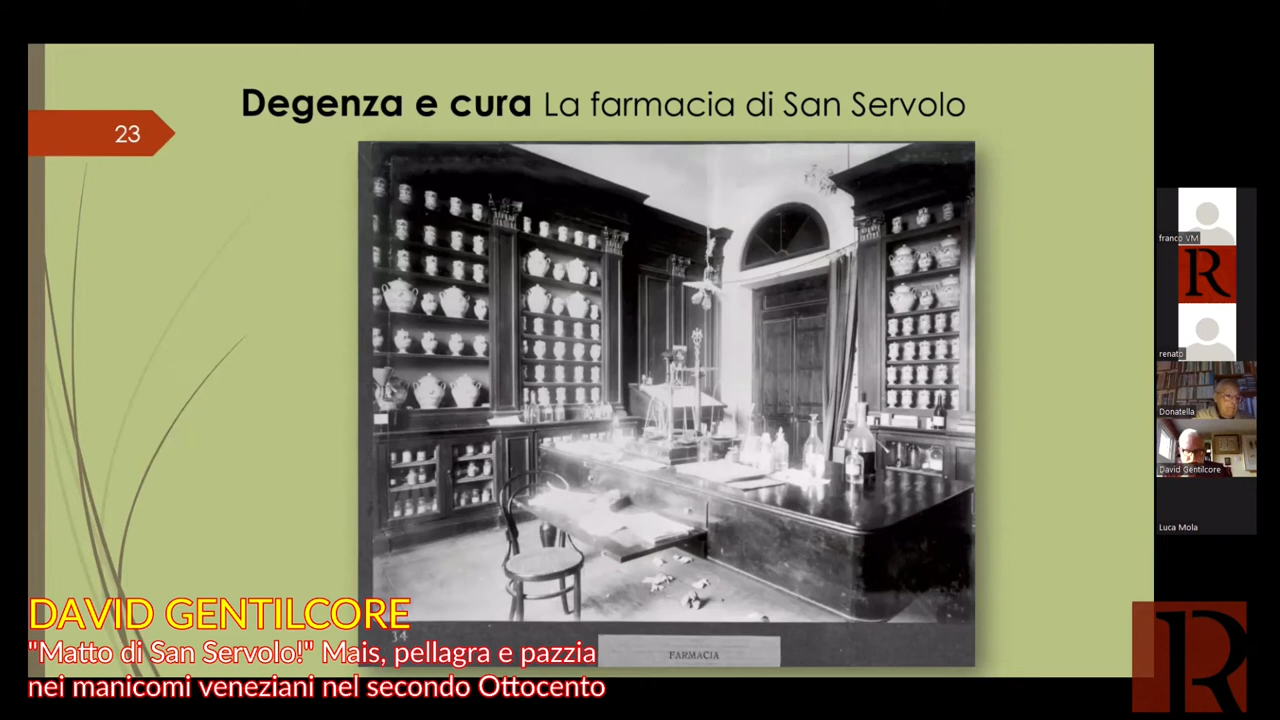 Degenza e cura La farmacia di San Servolo
23
34
FARMACIA
DAVID GENTILCORE
"Matto di San Servolo!" Mais, pellagra e pazzia
nei manicomi veneziani nel secondo Ottocento
franco VM
R
renato
Donatella
David Gentilcore
Luca Mola
R